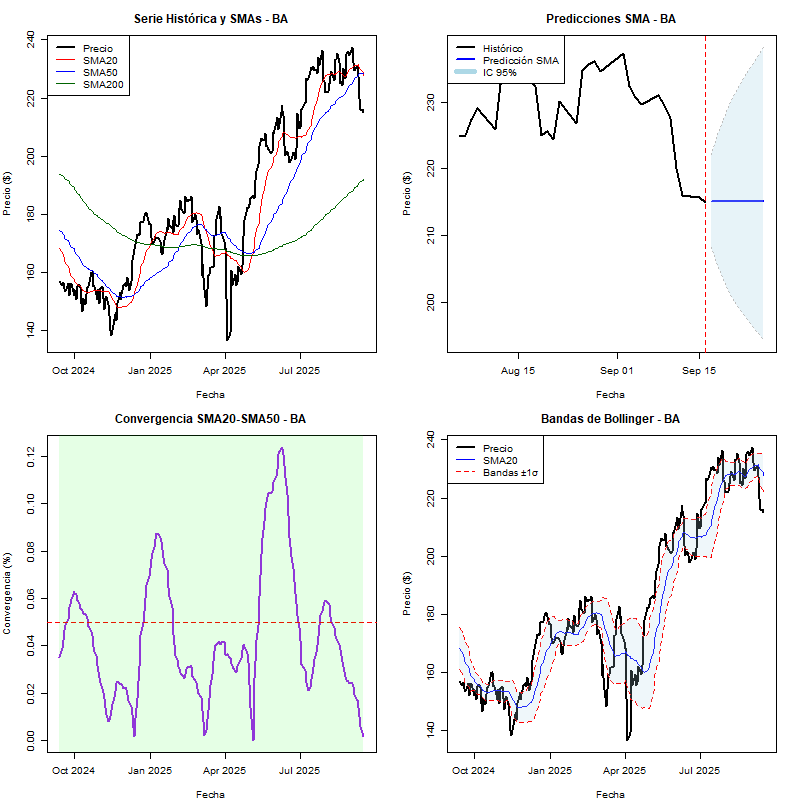 Serie Histórica y SMAs - BA
Precio
SMA20
SMA50
SMA200
Precio ($)
240
220
200
180
160
140
Oct 2024
Jan 2025
Apr 2025
Jul 2025
Fecha
Predicciones SMA - BA
Histórico
Predicción SMA
IC 95%
Precio ($)
230
220
210
200
Aug 15
Sep 01
Sep 15
Fecha
Convergencia SMA20-SMA50 - BA
Convergencia (%)
0.12
0.10
0.08
0.06
0.04
0.02
0.00
Oct 2024
Jan 2025
Apr 2025
Jul 2025
Fecha
Bandas de Bollinger - BA
Precio
SMA20
Bandas ±1σ
Precio ($)
240
220
200
180
160
140
Oct 2024
Jan 2025
Apr 2025
Jul 2025
Fecha